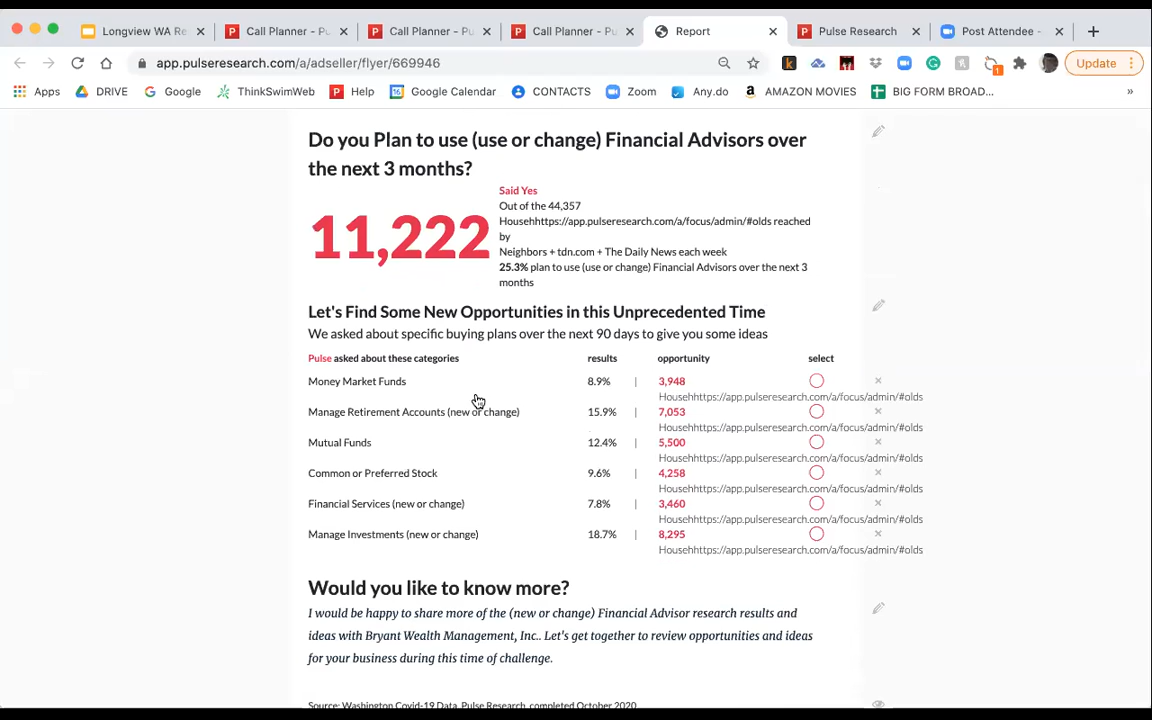 Longview WA Re
Call Planner - Pu
Call Planner - Pu
Call Planner - Pu
Report
Pulse Research
Post Attendee -
app.pulseresearch.com/a/adseller/flyer/669946
Update
Apps
DRIVE
Google
ThinkSwimWeb
Help
Google Calendar
CONTACTS
Zoom
Any.do
AMAZON MOVIES
BIG FORM BROAD...
»
Do you Plan to use (use or change) Financial Advisors over
the next 3 months?
11,222
Said Yes
Out of the 44,357
Househhttps://app.pulseresearch.com/a/focus/admin/#olds reached
by
Neighbors + tdn.com + The Daily News each week
25.3% plan to use (use or change) Financial Advisors over the next 3
months
Let's Find Some New Opportunities in this Unprecedented Time
We asked about specific buying plans over the next 90 days to give you some ideas
Pulse asked about these categories results opportunity select
Money Market Funds 8.9% | 3,948
Househhttps://app.pulseresearch.com/a/focus/admin/#olds
Manage Retirement Accounts (new or change) 15.9% | 7,053
Househhttps://app.pulseresearch.com/a/focus/admin/#olds
Mutual Funds 12.4% | 5,500
Househhttps://app.pulseresearch.com/a/focus/admin/#olds
Common or Preferred Stock 9.6% | 4,258
Househhttps://app.pulseresearch.com/a/focus/admin/#olds
Financial Services (new or change) 7.8% | 3,460
Househhttps://app.pulseresearch.com/a/focus/admin/#olds
Manage Investments (new or change) 18.7% | 8,295
Househhttps://app.pulseresearch.com/a/focus/admin/#olds
Would you like to know more?
I would be happy to share more of the (new or change) Financial Advisor research results and
ideas with Bryant Wealth Management, Inc.. Let's get together to review opportunities and ideas
for your business during this time of challenge.
Source: Washington Covid-19 Data, Pulse Research, completed October 2020